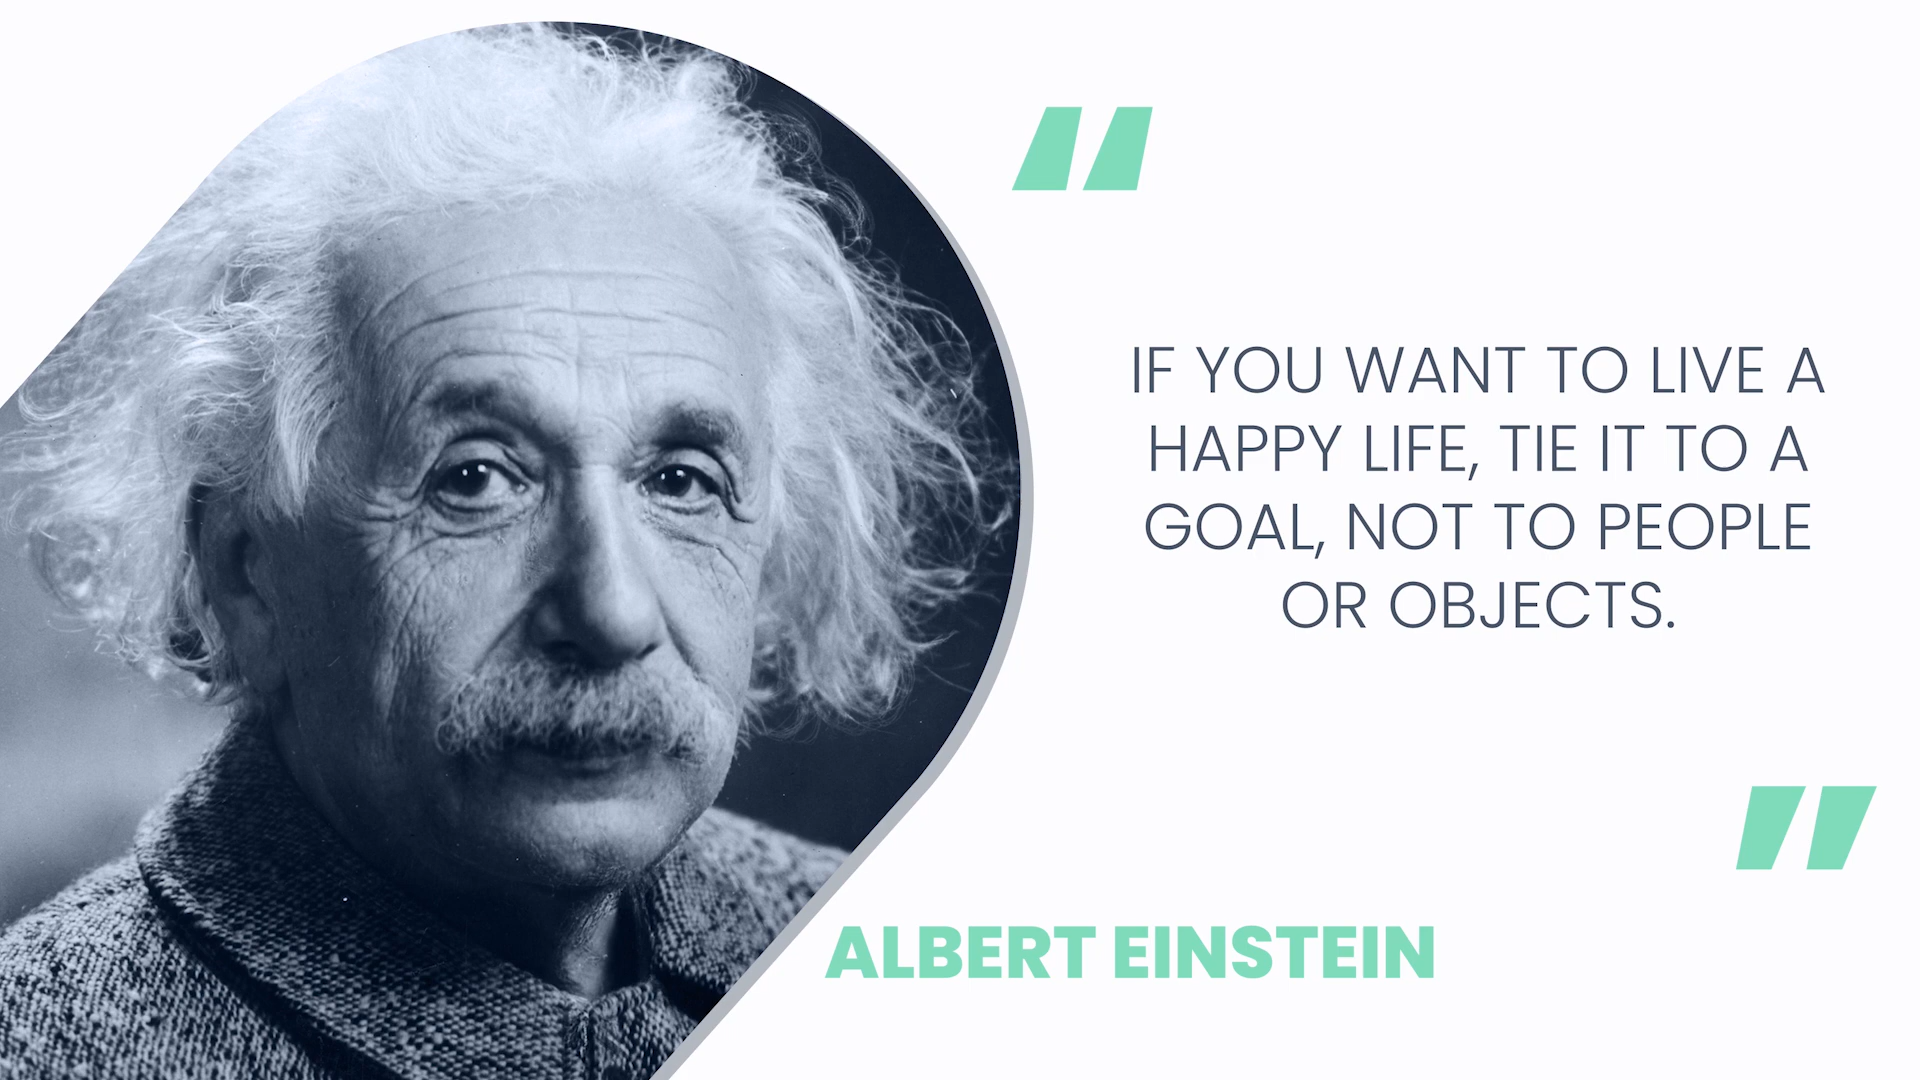 “
IF YOU WANT TO LIVE A
HAPPY LIFE, TIE IT TO A
GOAL, NOT TO PEOPLE
OR OBJECTS.
”
ALBERT EINSTEIN